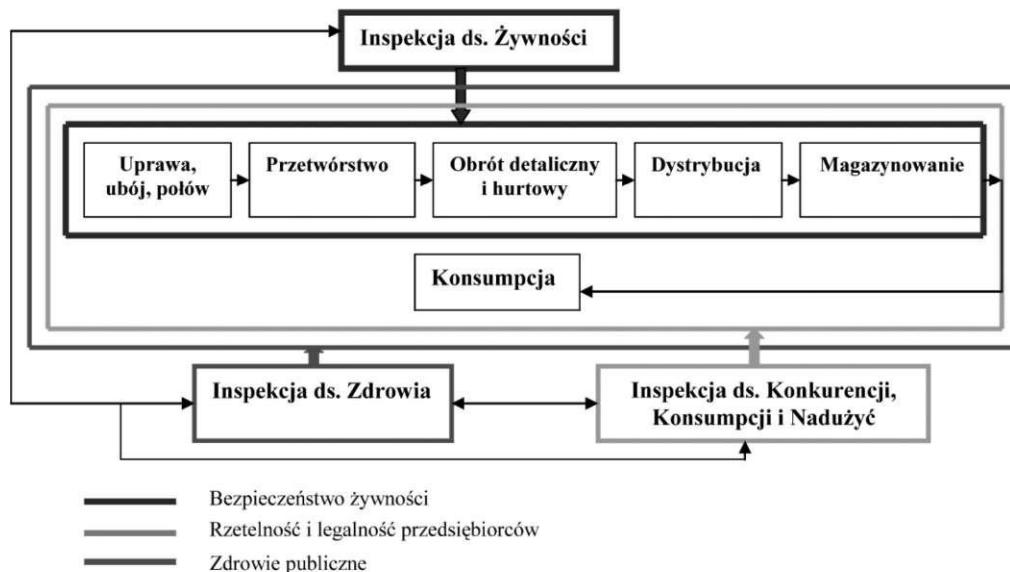 Inspekcja ds. Żywności
Uprawa,
ubój, połów
Przetwórstwo
Obrót detaliczny
i hurtowy
Dystrybucja
Magazynowanie
Konsumpcja
Inspekcja ds. Zdrowia
Inspekcja ds. Konkurencji,
Konsumpcji i Nadużyć
Bezpieczeństwo żywności
Rzetelność i legalność przedsiębiorców
Zdrowie publiczne